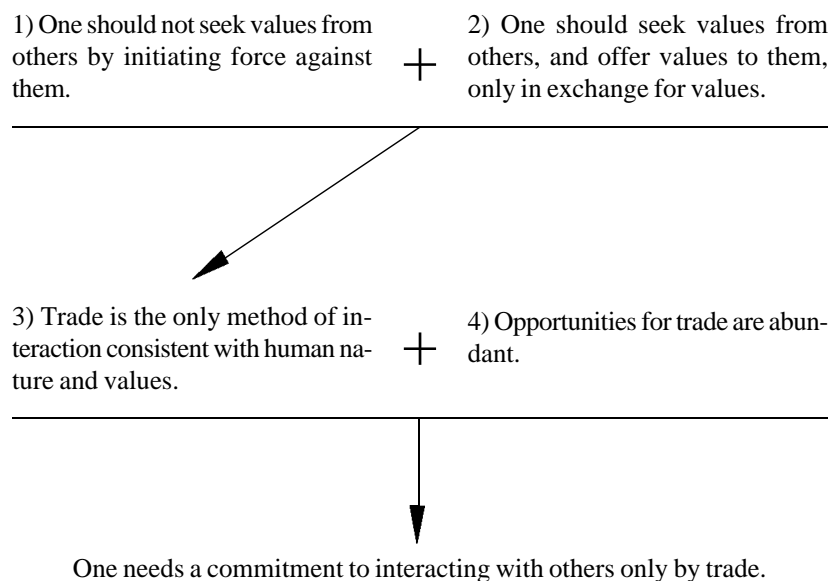 1) One should not seek values from
others by initiating force against
them.
+
2) One should seek values from
others, and offer values to them,
only in exchange for values.
3) Trade is the only method of in-
teraction consistent with human na-
ture and values.
+
4) Opportunities for trade are abun-
dant.
One needs a commitment to interacting with others only by trade.